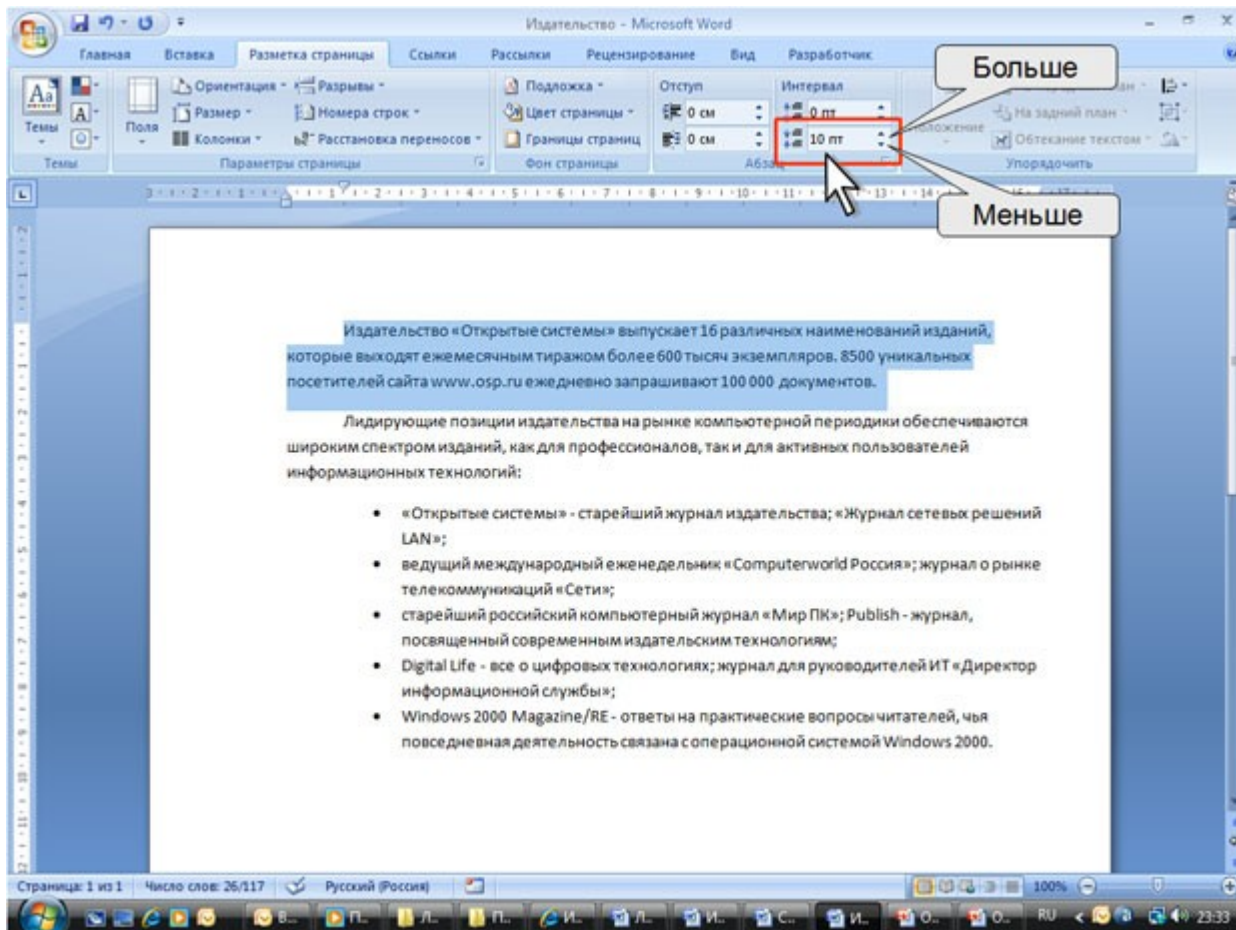 Издательство - Microsoft Word
Главная Вставка Разметка страницы Ссылки Рассылки Рецензирование Вид Разработчик
Больше
Ориентация Разрывы Подложка Отступ Интервал
Размер Номера строк Цвет страницы 0 см 0 пт На задний план
Темы Поля Колонки Расстановка переносов Границы страниц 0 см 10 пт Обтекание текстом
Темы Параметры страницы Фон страницы Упорядочить
Меньше
Издательство «Открытые системы» выпускает 16 различных наименований изданий,
которые выходят ежемесячным тиражом более 600 тысяч экземпляров. 8500 уникальных
посетителей сайта www.osp.ru ежедневно запрашивают 100 000 документов.
Лидирующие позиции издательства на рынке компьютерной периодики обеспечиваются
широким спектром изданий, как для профессионалов, так и для активных пользователей
информационных технологий:
• «Открытые системы» - старейший журнал издательства; «Журнал сетевых решений
LAN»;
• ведущий международный еженедельник «Computerworld Россия»; журнал о рынке
телекоммуникаций «Сети»;
• старейший российский компьютерный журнал «Мир ПК»; Publish - журнал,
посвященный современным издательским технологиям;
• Digital Life - все о цифровых технологиях; журнал для руководителей ИТ «Директор
информационной службы»;
• Windows 2000 Magazine/RE - ответы на практические вопросы читателей, чья
повседневная деятельность связана с операционной системой Windows 2000.
Страница: 1 из 1 Число слов: 26/117 Русский (Россия) 100%
В... П... Л... П... И... Л... И... С... И... О... О... RU 23:33